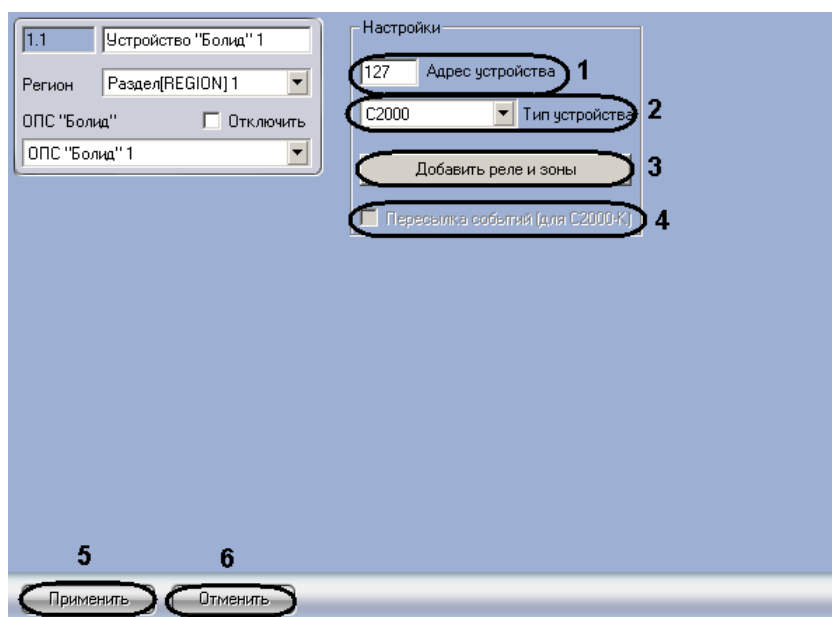 1.1 Устройство "Болид" 1
Регион Раздел[REGION] 1
ОПС "Болид" Отключить
ОПС "Болид" 1
Настройки
127 Адрес устройства 1
C2000 Тип устройства 2
Добавить реле и зоны 3
Пересылка событий (для C2000-К) 4
5 6
Применить Отменить